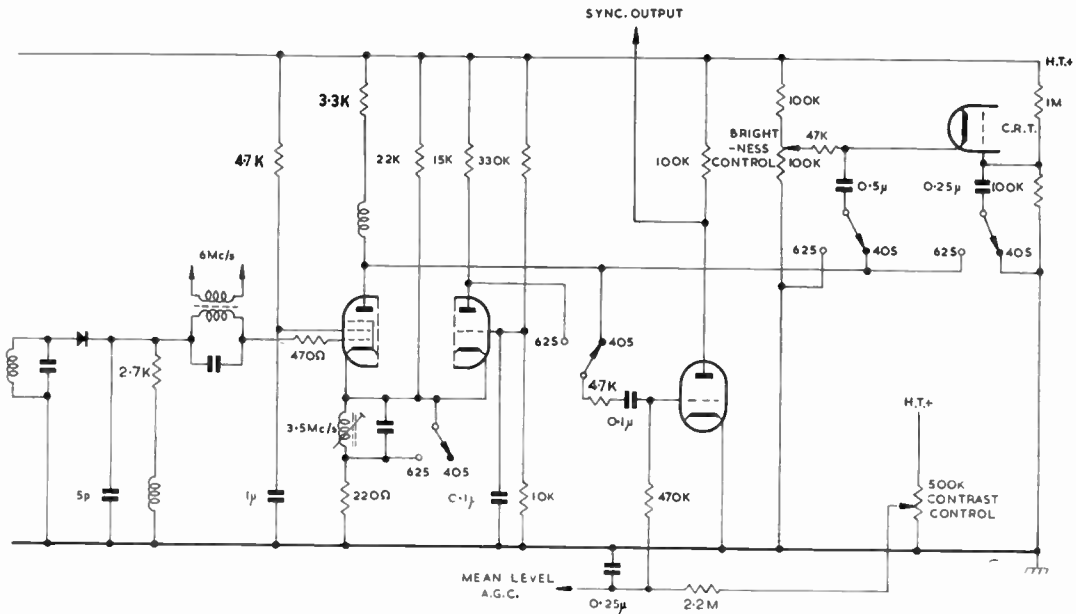 SYNC. OUTPUT
H.T.+
3.3K
100K
1M
C.R.T.
47K
BRIGHT
-NESS
CONTROL
100K
4.7K
22K
15K
330K
100K
0.5μ
0.25μ
100K
6Mc/s
625
405
625
405
625
405
470Ω
2.7K
4.7K
0.1μ
H.T.+
3.5Mc/s
625
405
500K
CONTRAST
CONTROL
5p
1μ
220Ω
0.1μ
10K
470K
MEAN LEVEL
A.G.C.
0.25μ
2.2M